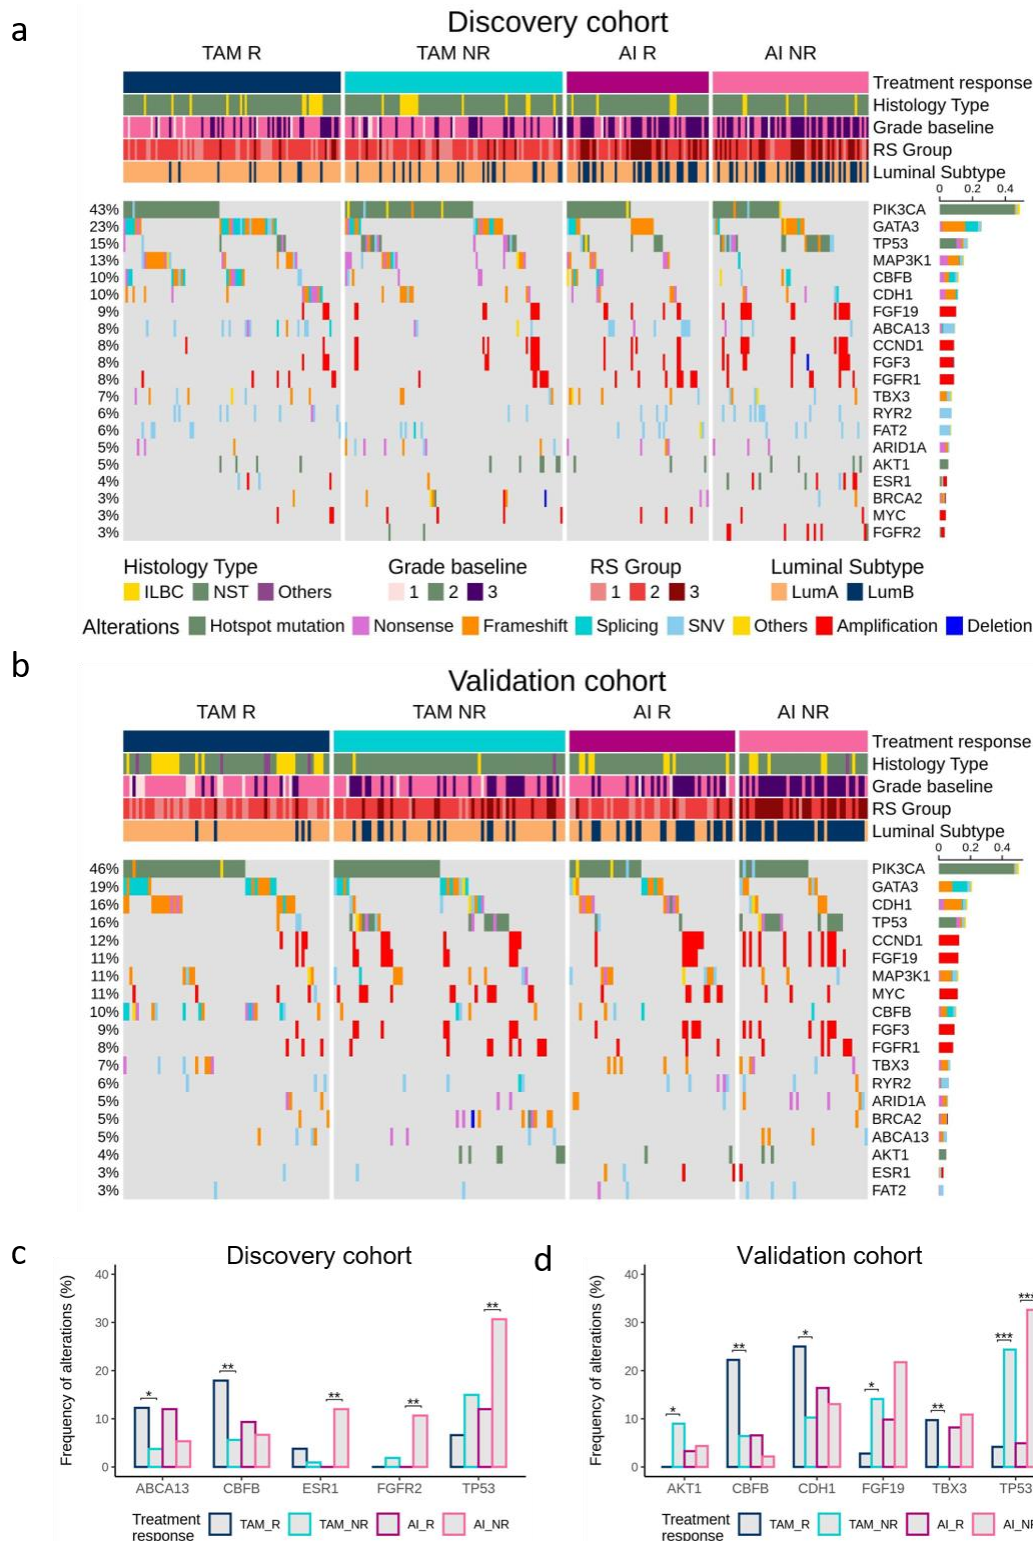 a
Discovery cohort
TAM R TAM NR AI R AI NR
Treatment response
Histology Type
Grade baseline
RS Group
Luminal Subtype
0 0.2 0.4
43% PIK3CA
23% GATA3
15% TP53
13% MAP3K1
10% CBFB
10% CDH1
9% FGF19
8% ABCA13
8% CCND1
8% FGF3
8% FGFR1
7% TBX3
6% RYR2
6% FAT2
5% ARID1A
5% AKT1
4% ESR1
3% BRCA2
3% MYC
3% FGFR2
Histology Type Grade baseline RS Group Luminal Subtype
ILBC NST Others 1 2 3 1 2 3 LumA LumB
Alterations Hotspot mutation Nonsense Frameshift Splicing SNV Others Amplification Deletion
b
Validation cohort
TAM R TAM NR AI R AI NR
Treatment response
Histology Type
Grade baseline
RS Group
Luminal Subtype
0 0.2 0.4
46% PIK3CA
19% GATA3
16% CDH1
16% TP53
12% CCND1
11% FGF19
11% MAP3K1
11% MYC
10% CBFB
9% FGF3
8% FGFR1
7% TBX3
6% RYR2
5% ARID1A
5% BRCA2
5% ABCA13
4% AKT1
3% ESR1
3% FAT2
c
Discovery cohort
Frequency of alterations (%)
40
30
20
10
0
* ** ** ** **
ABCA13 CBFB ESR1 FGFR2 TP53
Treatment response TAM_R TAM_NR AI_R AI_NR
d
Validation cohort
Frequency of alterations (%)
40
30
20
10
0
* ** * * ** *** ***
AKT1 CBFB CDH1 FGF19 TBX3 TP53
Treatment response TAM_R TAM_NR AI_R AI_NR